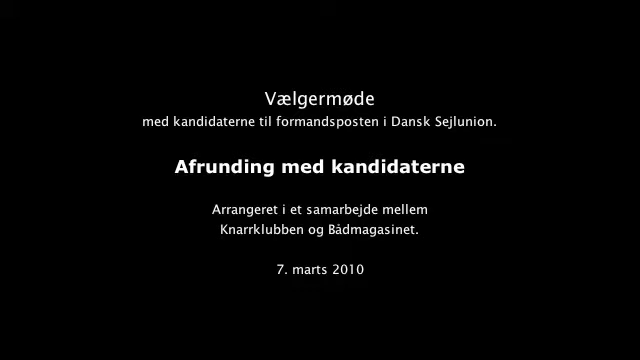 Vælgermøde
med kandidaterne til formandsposten i Dansk Sejlunion.
Afrunding med kandidaterne
Arrangeret i et samarbejde mellem
Knarrklubben og Bådmagasinet.
7. marts 2010